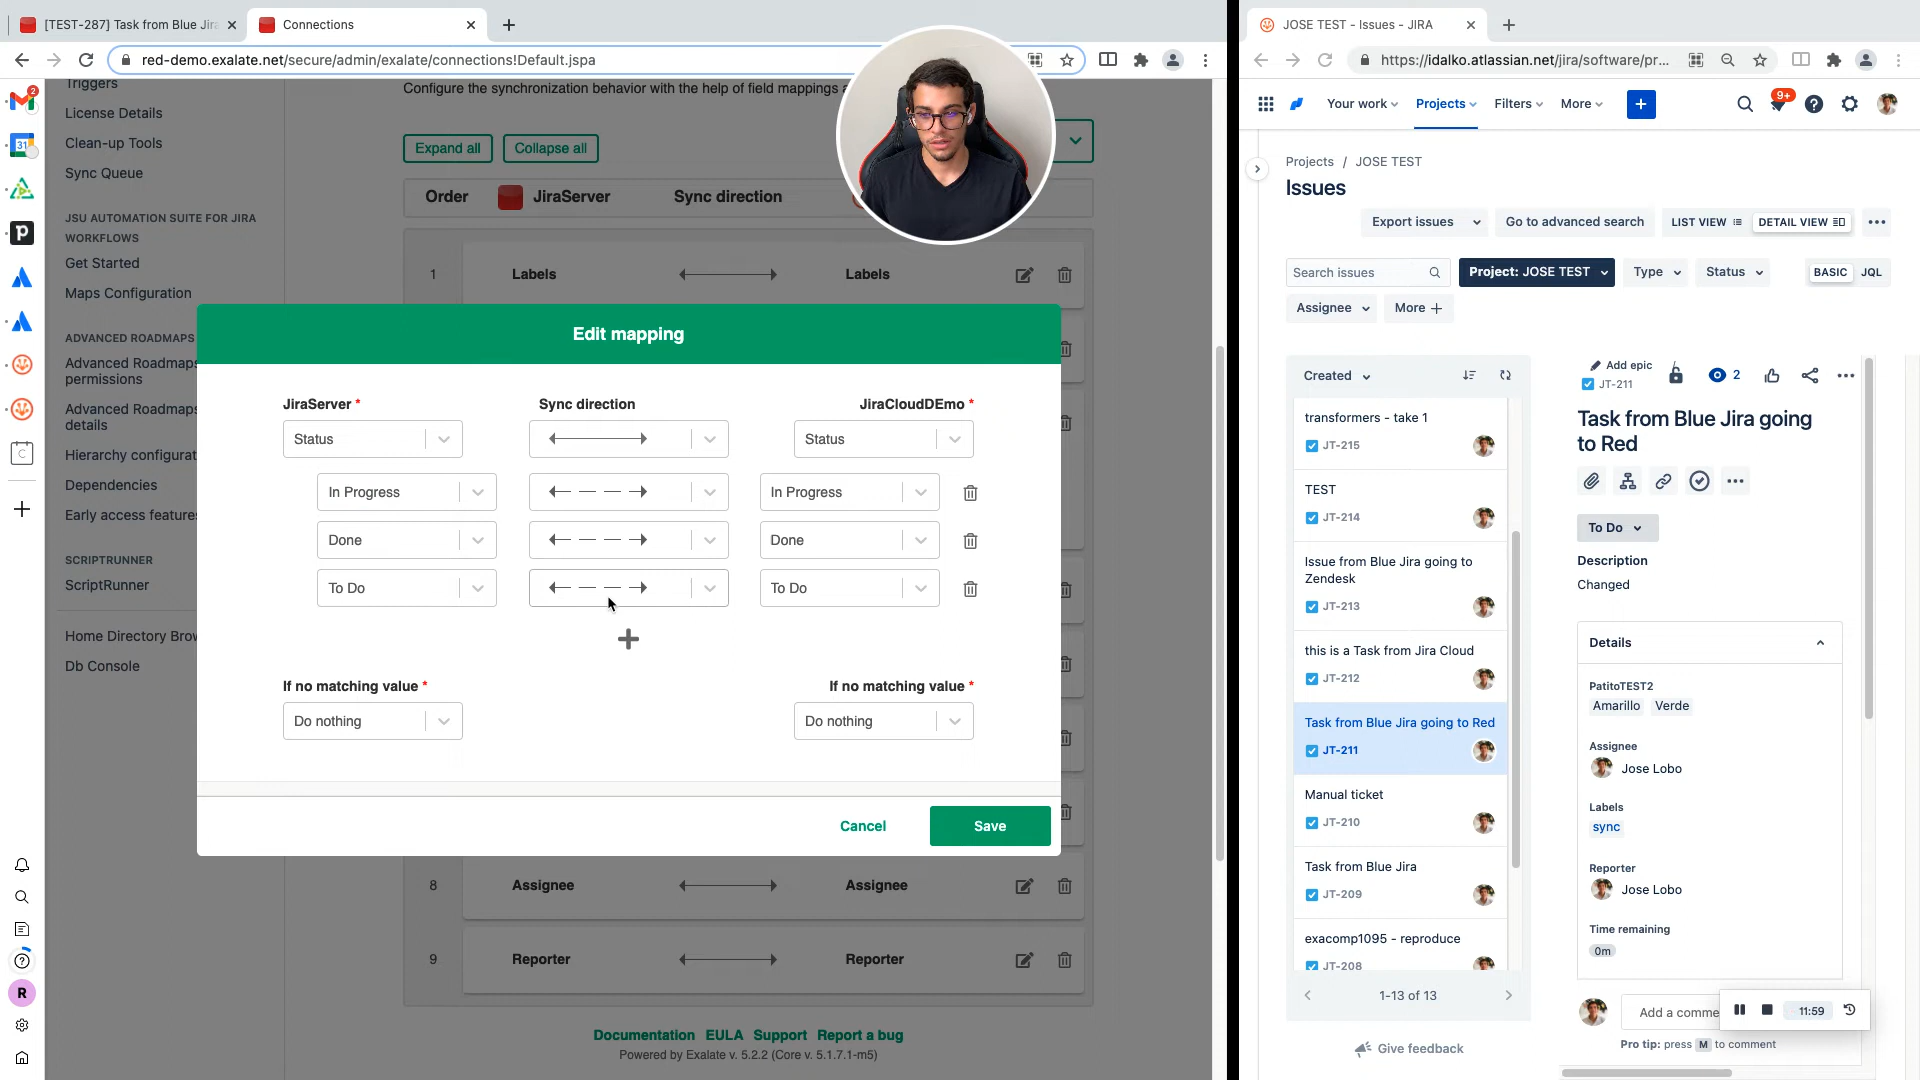 [TEST-287] Task from Blue Jira
Connections
red-demo.exalate.net/secure/admin/exalate/connections!Default.jspa
2
31
P
C
R
Triggers
License Details
Clean-up Tools
Sync Queue
JSU AUTOMATION SUITE FOR JIRA
WORKFLOWS
Get Started
Maps Configuration
ADVANCED ROADMAPS
Advanced Roadmaps
permissions
Advanced Roadmaps
details
Hierarchy configurat
Dependencies
Early access features
SCRIPTRUNNER
ScriptRunner
Home Directory Brow
Db Console
Configure the synchronization behavior with the help of field mappings a
Expand all
Collapse all
Order JiraServer Sync direction
1 Labels Labels
Edit mapping
JiraServer * Sync direction JiraCloudDEmo *
Status Status
In Progress In Progress
Done Done
To Do To Do
If no matching value * If no matching value *
Do nothing Do nothing
Cancel Save
8 Assignee Assignee
9 Reporter Reporter
Documentation EULA Support Report a bug
Powered by Exalate v. 5.2.2 (Core v. 5.1.7.1-m5)
JOSE TEST - Issues - JIRA
https://idalko.atlassian.net/jira/software/pr...
Your work Projects Filters More
9+
Projects / JOSE TEST
Issues
Export issues Go to advanced search LIST VIEW DETAIL VIEW
Search issues Project: JOSE TEST Type Status BASIC JQL
Assignee More
Created
transformers - take 1
JT-215
TEST
JT-214
Issue from Blue Jira going to
Zendesk
JT-213
this is a Task from Jira Cloud
JT-212
Task from Blue Jira going to Red
JT-211
Manual ticket
JT-210
Task from Blue Jira
JT-209
exacomp1095 - reproduce
JT-208
1-13 of 13
Give feedback
Add epic
JT-211
2
Task from Blue Jira going
to Red
To Do
Description
Changed
Details
PatitoTEST2
Amarillo Verde
Assignee
Jose Lobo
Labels
sync
Reporter
Jose Lobo
Time remaining
0m
Add a comme
11:59
Pro tip: press M to comment